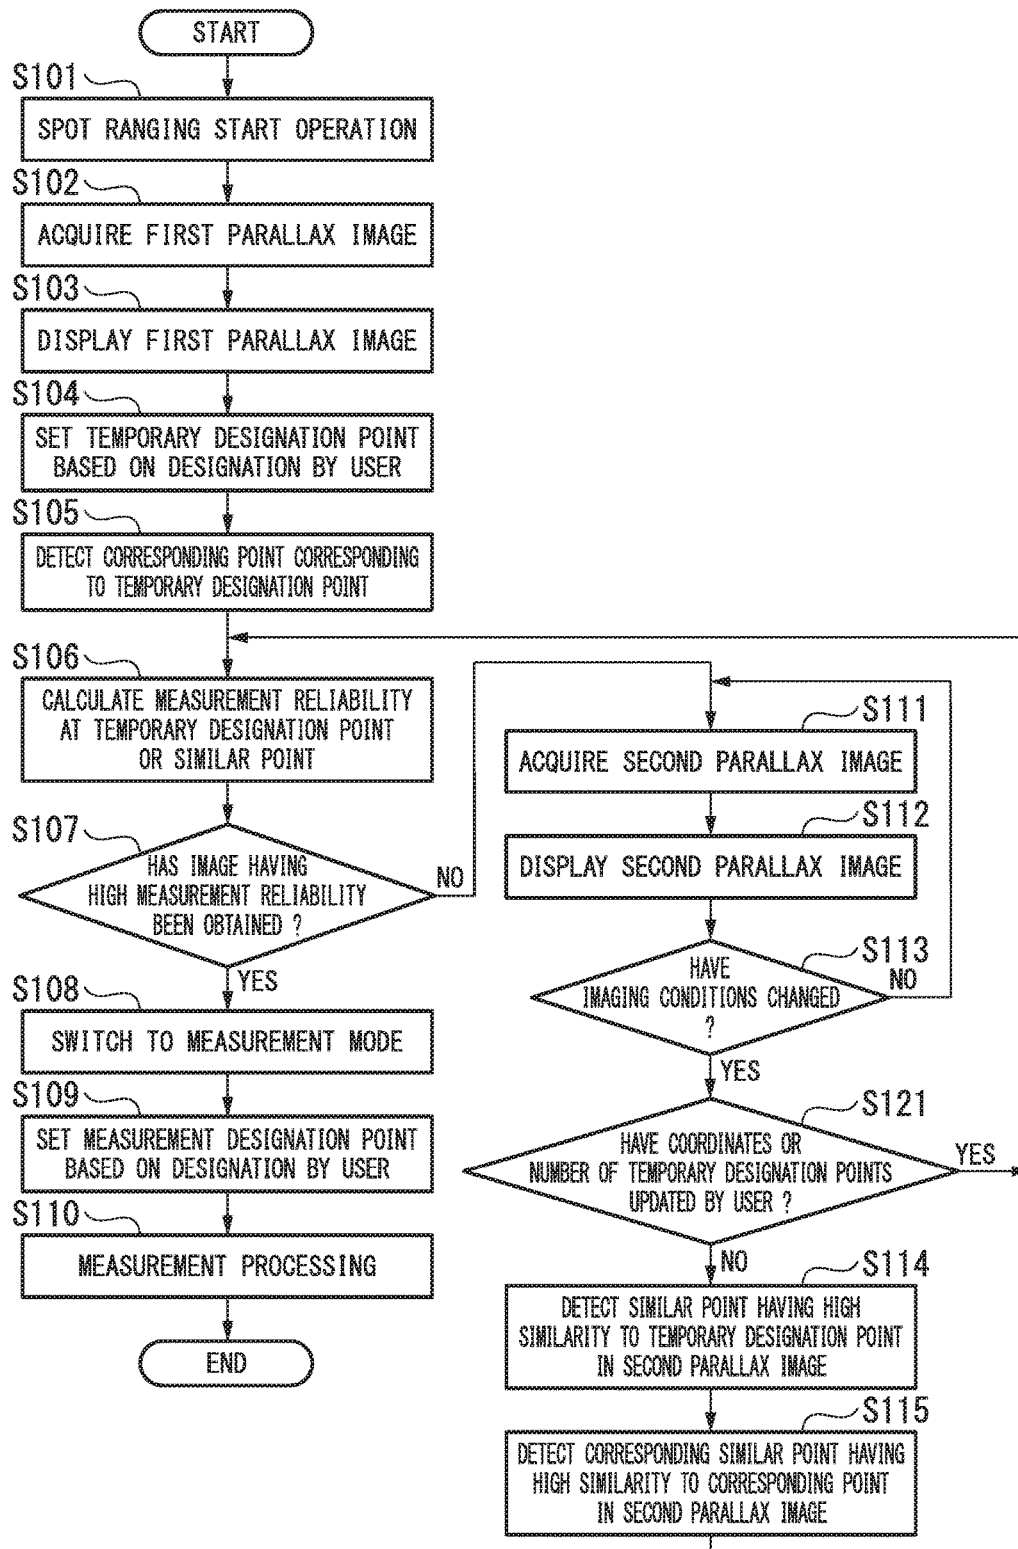 START
S101
SPOT RANGING START OPERATION
S102
ACQUIRE FIRST PARALLAX IMAGE
S103
DISPLAY FIRST PARALLAX IMAGE
S104
SET TEMPORARY DESIGNATION POINT
BASED ON DESIGNATION BY USER
S105
DETECT CORRESPONDING POINT CORRESPONDING
TO TEMPORARY DESIGNATION POINT
S106
CALCULATE MEASUREMENT RELIABILITY
AT TEMPORARY DESIGNATION POINT
OR SIMILAR POINT
S107
HAS IMAGE HAVING
HIGH MEASUREMENT RELIABILITY
BEEN OBTAINED ?
NO
YES
S108
SWITCH TO MEASUREMENT MODE
S109
SET MEASUREMENT DESIGNATION POINT
BASED ON DESIGNATION BY USER
S110
MEASUREMENT PROCESSING
END
S111
ACQUIRE SECOND PARALLAX IMAGE
S112
DISPLAY SECOND PARALLAX IMAGE
S113
HAVE
IMAGING CONDITIONS CHANGED
?
NO
YES
S121
HAVE COORDINATES OR
NUMBER OF TEMPORARY DESIGNATION POINTS
UPDATED BY USER ?
YES
NO
S114
DETECT SIMILAR POINT HAVING HIGH
SIMILARITY TO TEMPORARY DESIGNATION POINT
IN SECOND PARALLAX IMAGE
S115
DETECT CORRESPONDING SIMILAR POINT HAVING
HIGH SIMILARITY TO CORRESPONDING POINT
IN SECOND PARALLAX IMAGE